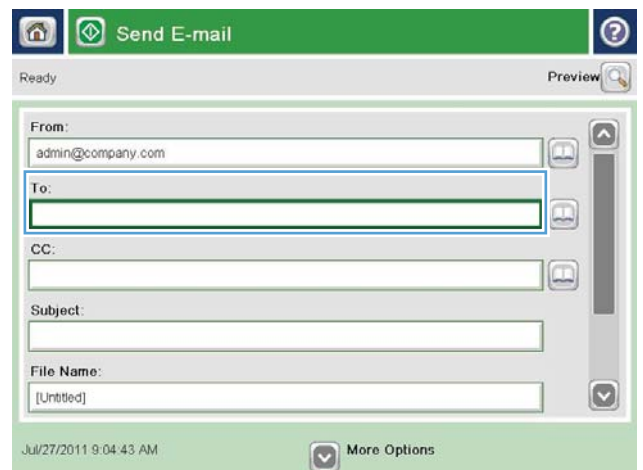 Send E-mail
?
Ready
Preview
From:
admin@company.com
To:
CC:
Subject:
File Name:
[Untitled]
Jul/27/2011 9:04:43 AM
More Options